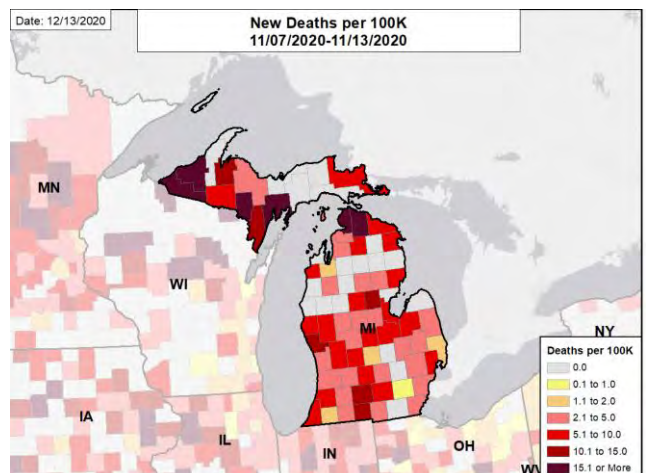 Date: 12/13/2020
New Deaths per 100K
11/07/2020-11/13/2020
MN
WI
MI
NY
IA
IL
IN
OH
Deaths per 100K
0.0
0.1 to 1.0
1.1 to 2.0
2.1 to 5.0
5.1 to 10.0
10.1 to 15.0
15.1 or More